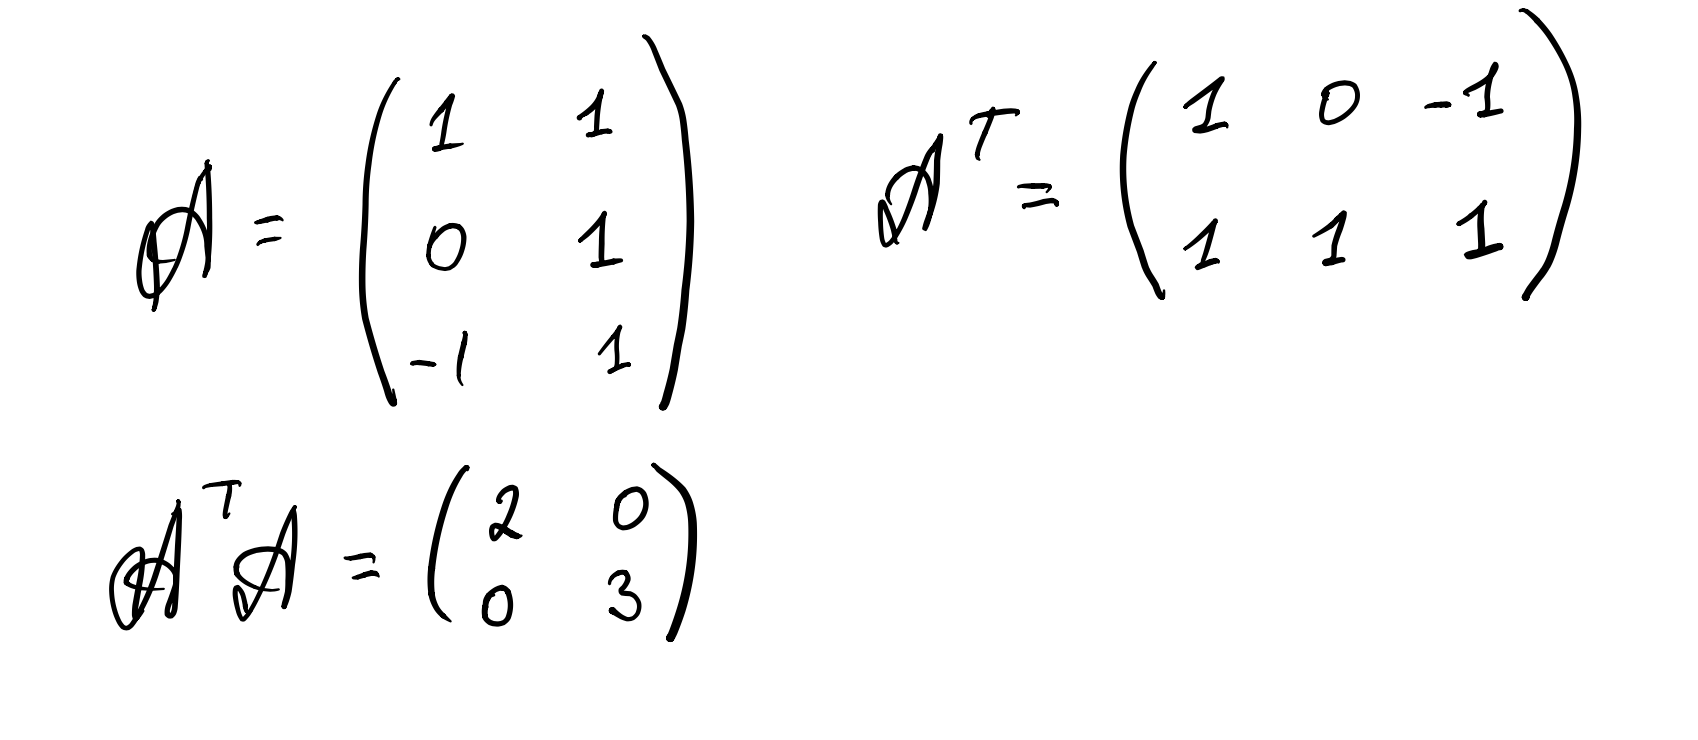 A = ( 1 1 ; 0 1 ; -1 1 )    A^T = ( 1 0 -1 ; 1 1 1 )
A^T A = ( 2 0 ; 0 3 )